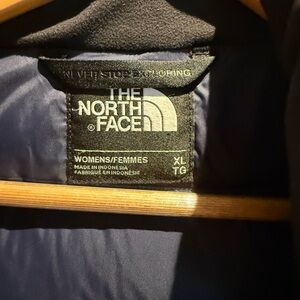 NEVER STOP EXPLORING
THE
NORTH
®FACE
WOMENS/FEMMES XL
MADE IN INDONESIA TG
FABRIQUÉ EN INDONÉSIE